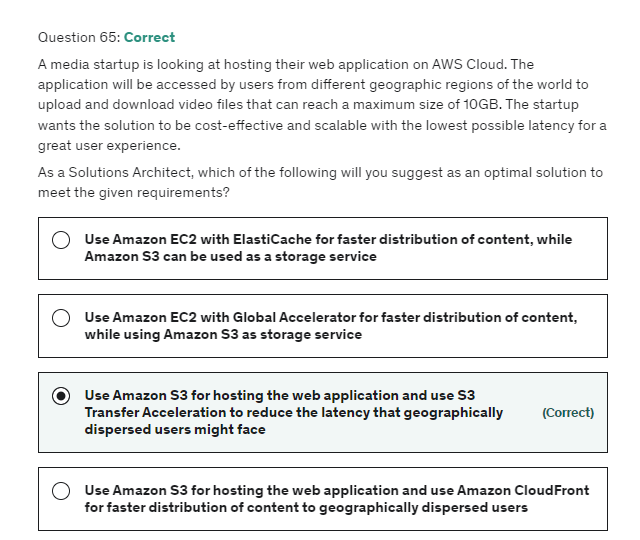 Question 65: Correct
A media startup is looking at hosting their web application on AWS Cloud. The
application will be accessed by users from different geographic regions of the world to
upload and download video files that can reach a maximum size of 10GB. The startup
wants the solution to be cost-effective and scalable with the lowest possible latency for a
great user experience.
As a Solutions Architect, which of the following will you suggest as an optimal solution to
meet the given requirements?
Use Amazon EC2 with ElastiCache for faster distribution of content, while
Amazon S3 can be used as a storage service
Use Amazon EC2 with Global Accelerator for faster distribution of content,
while using Amazon S3 as storage service
Use Amazon S3 for hosting the web application and use S3
Transfer Acceleration to reduce the latency that geographically
dispersed users might face
(Correct)
Use Amazon S3 for hosting the web application and use Amazon CloudFront
for faster distribution of content to geographically dispersed users